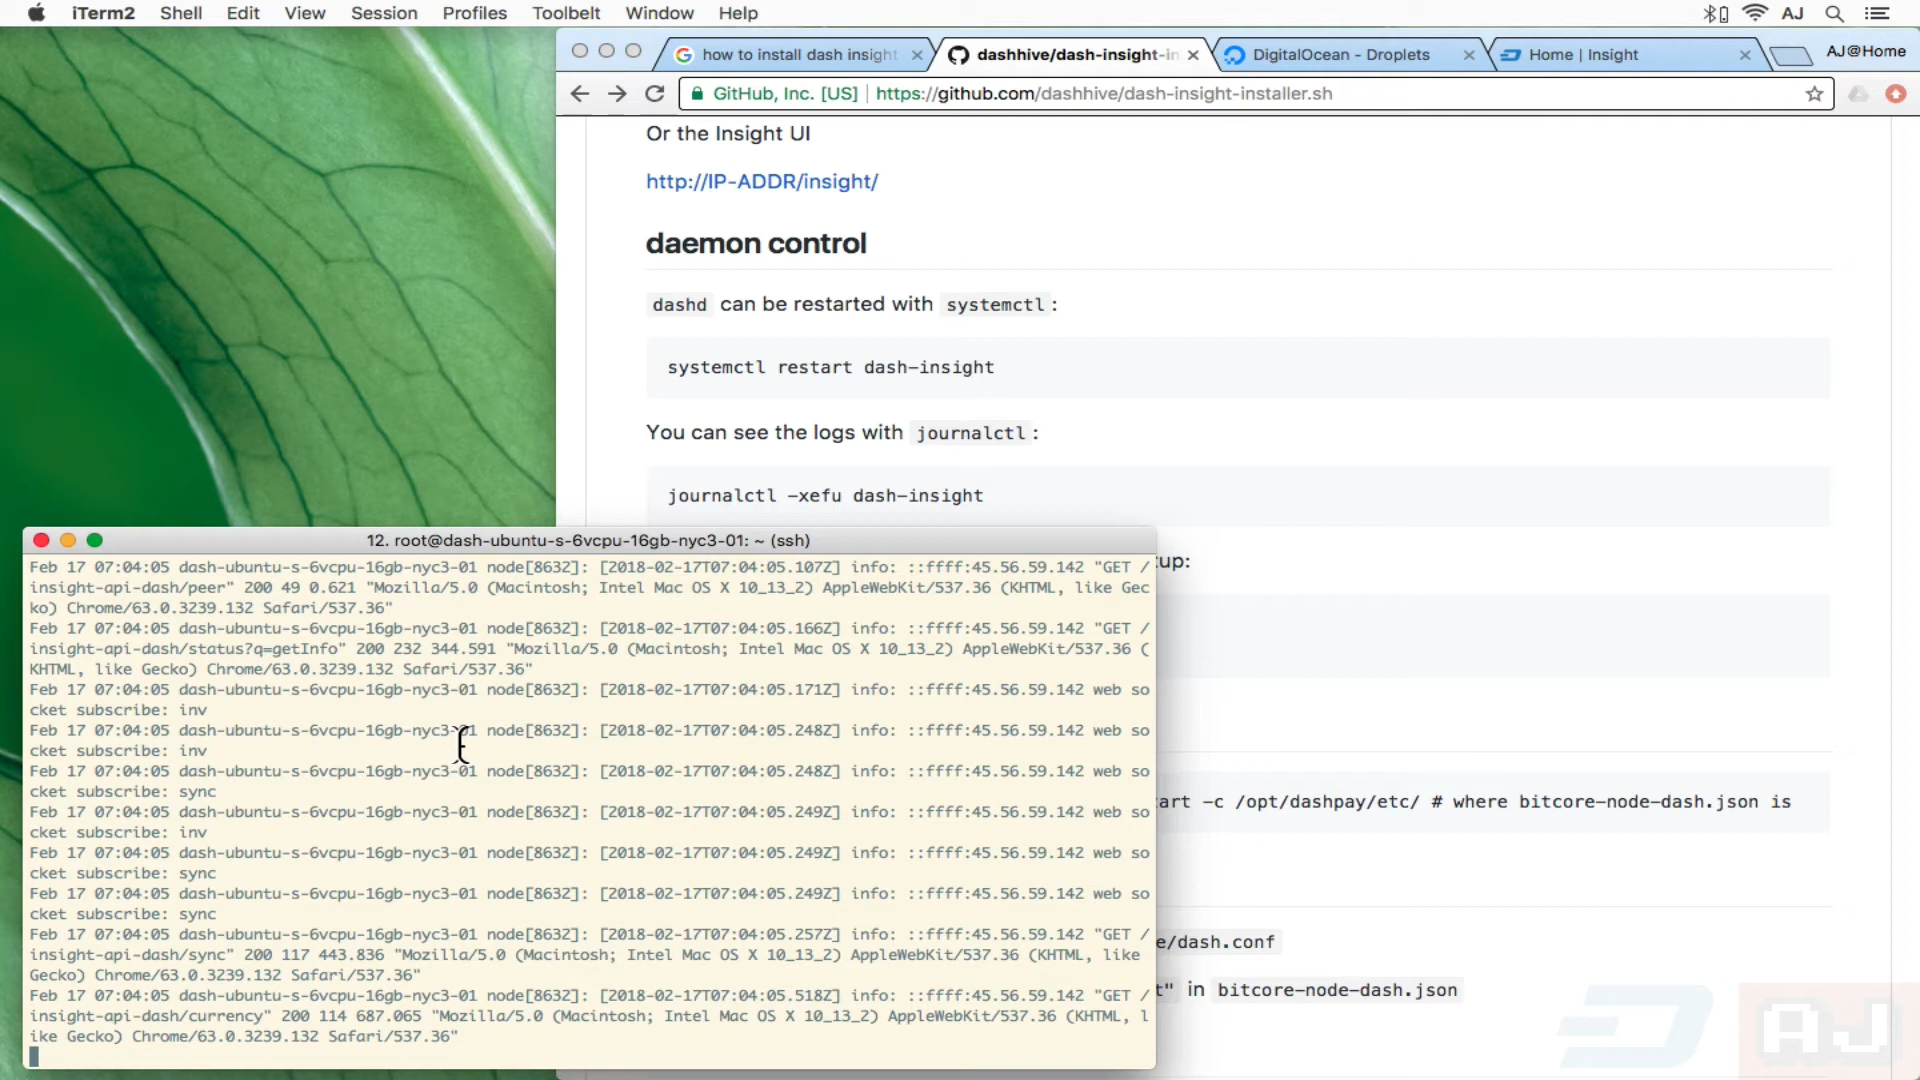 iTerm2 Shell Edit View Session Profiles Toolbelt Window Help AJ
how to install dash insight dashhive/dash-insight-in DigitalOcean - Droplets Home | Insight AJ@Home
GitHub, Inc. [US] https://github.com/dashhive/dash-insight-installer.sh
Or the Insight UI
http://IP-ADDR/insight/
daemon control
dashd can be restarted with systemctl:
systemctl restart dash-insight
You can see the logs with journalctl:
journalctl -xefu dash-insight
tup:
tart -c /opt/dashpay/etc/ # where bitcore-node-dash.json is
e/dash.conf
t" in bitcore-node-dash.json
12. root@dash-ubuntu-s-6vcpu-16gb-nyc3-01: ~ (ssh)
Feb 17 07:04:05 dash-ubuntu-s-6vcpu-16gb-nyc3-01 node[8632]: [2018-02-17T07:04:05.107Z] info: ::ffff:45.56.59.142 "GET /
insight-api-dash/peer" 200 49 0.621 "Mozilla/5.0 (Macintosh; Intel Mac OS X 10_13_2) AppleWebKit/537.36 (KHTML, like Gec
ko) Chrome/63.0.3239.132 Safari/537.36"
Feb 17 07:04:05 dash-ubuntu-s-6vcpu-16gb-nyc3-01 node[8632]: [2018-02-17T07:04:05.166Z] info: ::ffff:45.56.59.142 "GET /
insight-api-dash/status?q=getInfo" 200 232 344.591 "Mozilla/5.0 (Macintosh; Intel Mac OS X 10_13_2) AppleWebKit/537.36 (
KHTML, like Gecko) Chrome/63.0.3239.132 Safari/537.36"
Feb 17 07:04:05 dash-ubuntu-s-6vcpu-16gb-nyc3-01 node[8632]: [2018-02-17T07:04:05.171Z] info: ::ffff:45.56.59.142 web so
cket subscribe: inv
Feb 17 07:04:05 dash-ubuntu-s-6vcpu-16gb-nyc3-01 node[8632]: [2018-02-17T07:04:05.248Z] info: ::ffff:45.56.59.142 web so
cket subscribe: inv
Feb 17 07:04:05 dash-ubuntu-s-6vcpu-16gb-nyc3-01 node[8632]: [2018-02-17T07:04:05.248Z] info: ::ffff:45.56.59.142 web so
cket subscribe: sync
Feb 17 07:04:05 dash-ubuntu-s-6vcpu-16gb-nyc3-01 node[8632]: [2018-02-17T07:04:05.249Z] info: ::ffff:45.56.59.142 web so
cket subscribe: inv
Feb 17 07:04:05 dash-ubuntu-s-6vcpu-16gb-nyc3-01 node[8632]: [2018-02-17T07:04:05.249Z] info: ::ffff:45.56.59.142 web so
cket subscribe: sync
Feb 17 07:04:05 dash-ubuntu-s-6vcpu-16gb-nyc3-01 node[8632]: [2018-02-17T07:04:05.249Z] info: ::ffff:45.56.59.142 web so
cket subscribe: sync
Feb 17 07:04:05 dash-ubuntu-s-6vcpu-16gb-nyc3-01 node[8632]: [2018-02-17T07:04:05.257Z] info: ::ffff:45.56.59.142 "GET /
insight-api-dash/sync" 200 117 443.836 "Mozilla/5.0 (Macintosh; Intel Mac OS X 10_13_2) AppleWebKit/537.36 (KHTML, like
Gecko) Chrome/63.0.3239.132 Safari/537.36"
Feb 17 07:04:05 dash-ubuntu-s-6vcpu-16gb-nyc3-01 node[8632]: [2018-02-17T07:04:05.518Z] info: ::ffff:45.56.59.142 "GET /
insight-api-dash/currency" 200 114 687.065 "Mozilla/5.0 (Macintosh; Intel Mac OS X 10_13_2) AppleWebKit/537.36 (KHTML, l
ike Gecko) Chrome/63.0.3239.132 Safari/537.36"
AJ